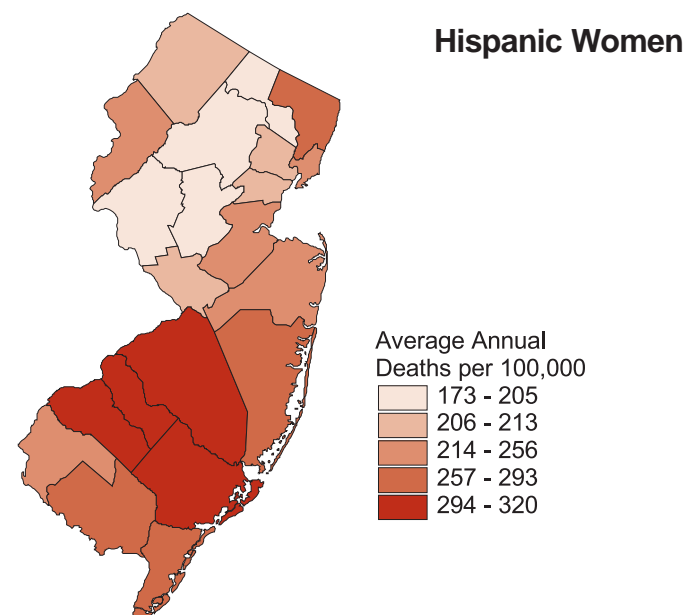 Hispanic Women
Average Annual
Deaths per 100,000
173 - 205
206 - 213
214 - 256
257 - 293
294 - 320